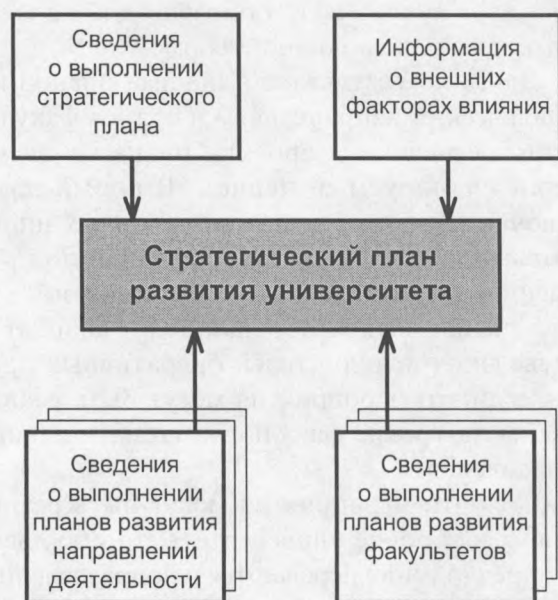 Сведения
о выполнении
стратегического
плана
Информация
о внешних
факторах влияния
Стратегический план
развития университета
Сведения
о выполнении
планов развития
направлений
деятельности
Сведения
о выполнении
планов развития
факультетов